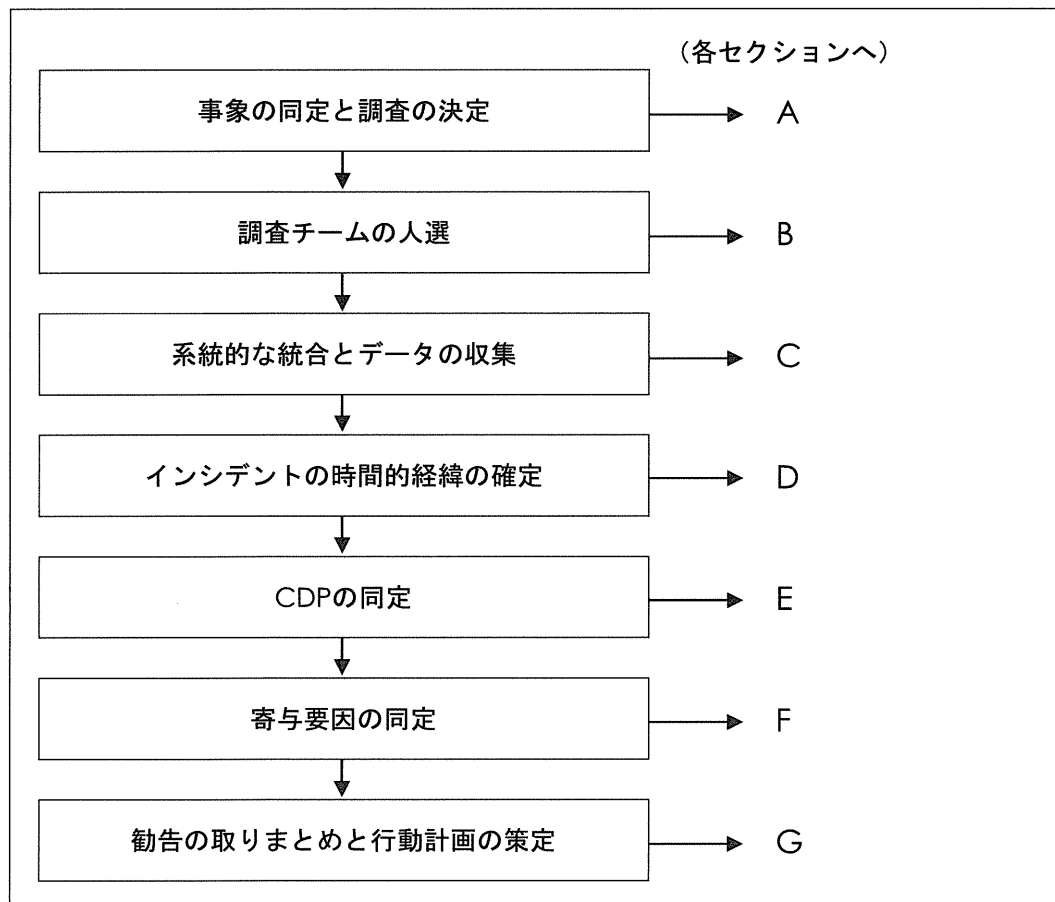 （各セクションへ）
事象の同定と調査の決定
A
調査チームの人選
B
系統的な統合とデータの収集
C
インシデントの時間的経緯の確定
D
CDPの同定
E
寄与要因の同定
F
勧告の取りまとめと行動計画の策定
G